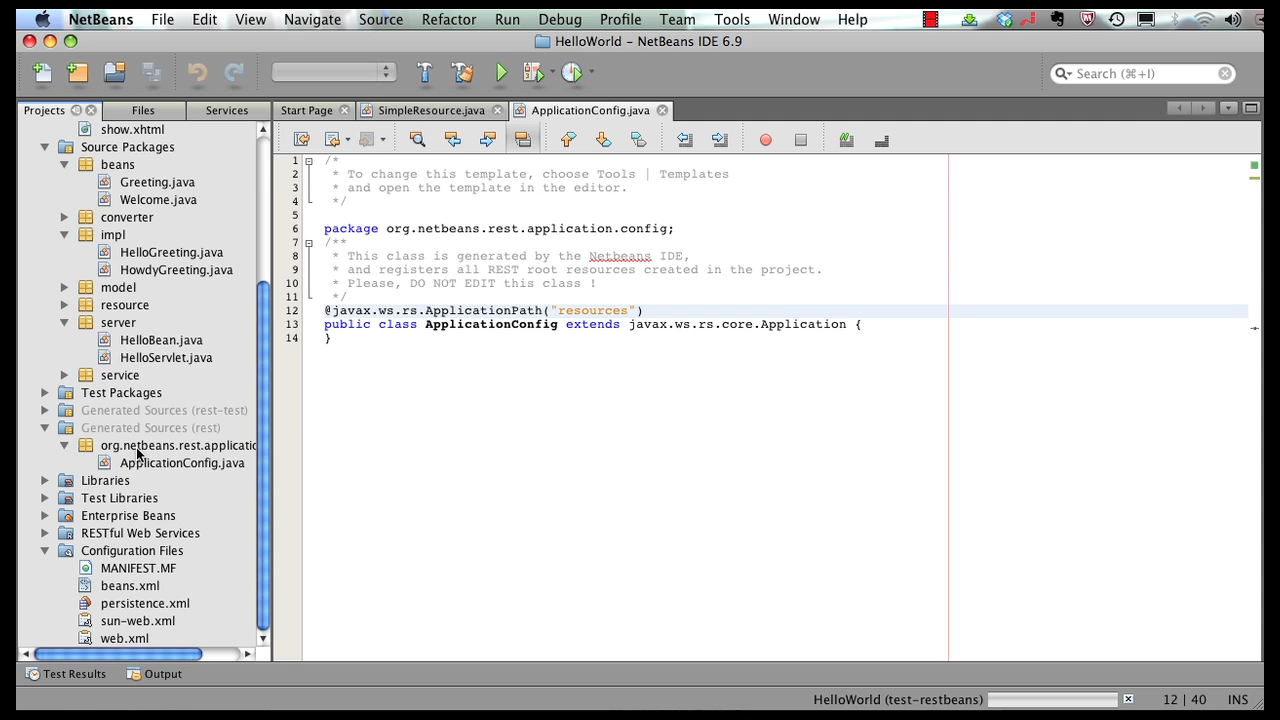 NetBeans File Edit View Navigate Source Refactor Run Debug Profile Team Tools Window Help
HelloWorld – NetBeans IDE 6.9
Search (⌘+I)
Projects Files Services
Start Page SimpleResource.java ApplicationConfig.java
show.xhtml
Source Packages
beans
Greeting.java
Welcome.java
converter
impl
HelloGreeting.java
HowdyGreeting.java
model
resource
server
HelloBean.java
HelloServlet.java
service
Test Packages
Generated Sources (rest-test)
Generated Sources (rest)
org.netbeans.rest.applicatic
ApplicationConfig.java
Libraries
Test Libraries
Enterprise Beans
RESTful Web Services
Configuration Files
MANIFEST.MF
beans.xml
persistence.xml
sun-web.xml
web.xml
1 /*
2 * To change this template, choose Tools | Templates
3 * and open the template in the editor.
4 */
5
6 package org.netbeans.rest.application.config;
7 /**
8 * This class is generated by the Netbeans IDE,
9 * and registers all REST root resources created in the project.
10 * Please, DO NOT EDIT this class !
11 */
12 @javax.ws.rs.ApplicationPath("resources")
13 public class ApplicationConfig extends javax.ws.rs.core.Application {
14 }
Test Results Output
HelloWorld (test-restbeans) 12 | 40 INS